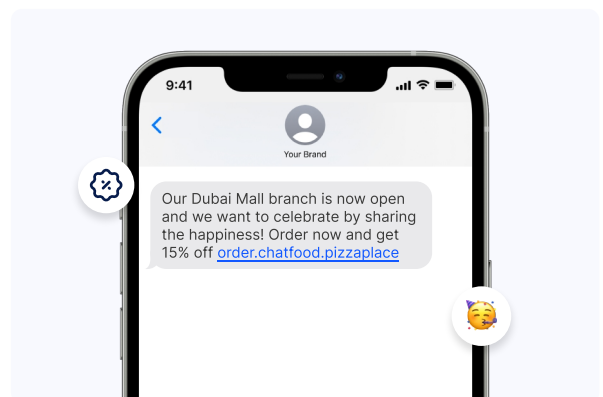 9:41
Your Brand
Our Dubai Mall branch is now open
and we want to celebrate by sharing
the happiness! Order now and get
15% off order.chatfood.pizzaplace